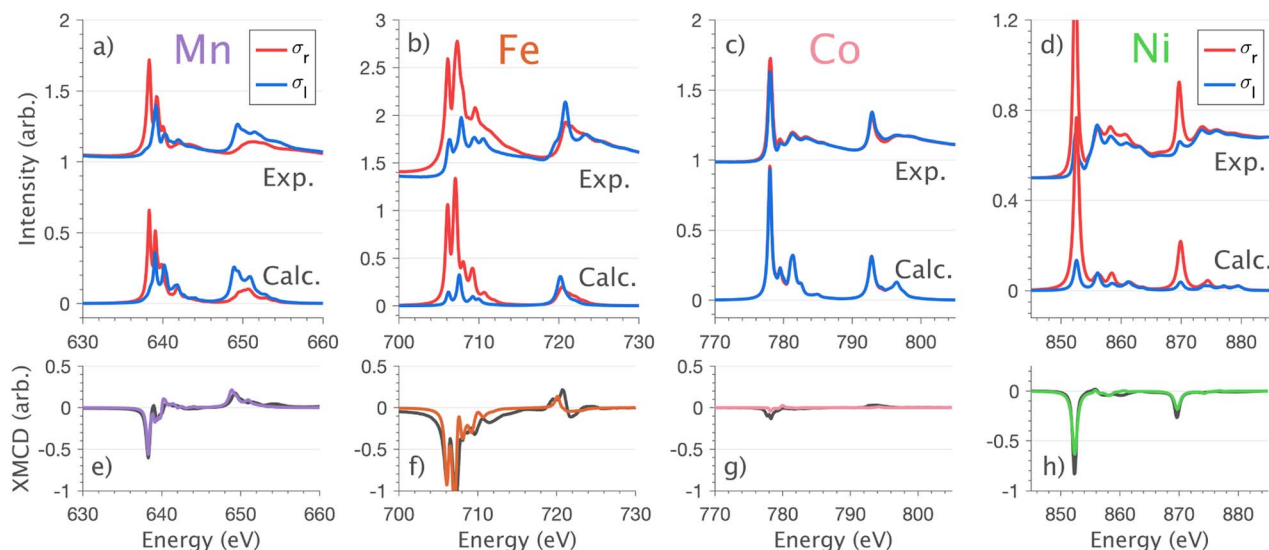 a) Mn
σr
σl
2
1.5
1
0.5
0
Exp.
Calc.
Intensity (arb.)
630 640 650 660
b) Fe
3
2.5
2
1.5
1
0
Exp.
Calc.
700 710 720 730
c) Co
2
1.5
1
0.5
0
Exp.
Calc.
770 780 790 800
d) Ni
σr
σl
1.2
0.8
0.4
0
Exp.
Calc.
850 860 870 880
XMCD (arb.)
0.5
0
-0.5
-1
e)
630 640 650 660
Energy (eV)
0.5
0
-0.5
-1
f)
700 710 720 730
Energy (eV)
0.5
0
-0.5
-1
g)
770 780 790 800
Energy (eV)
0
-0.5
-1
h)
850 860 870 880
Energy (eV)